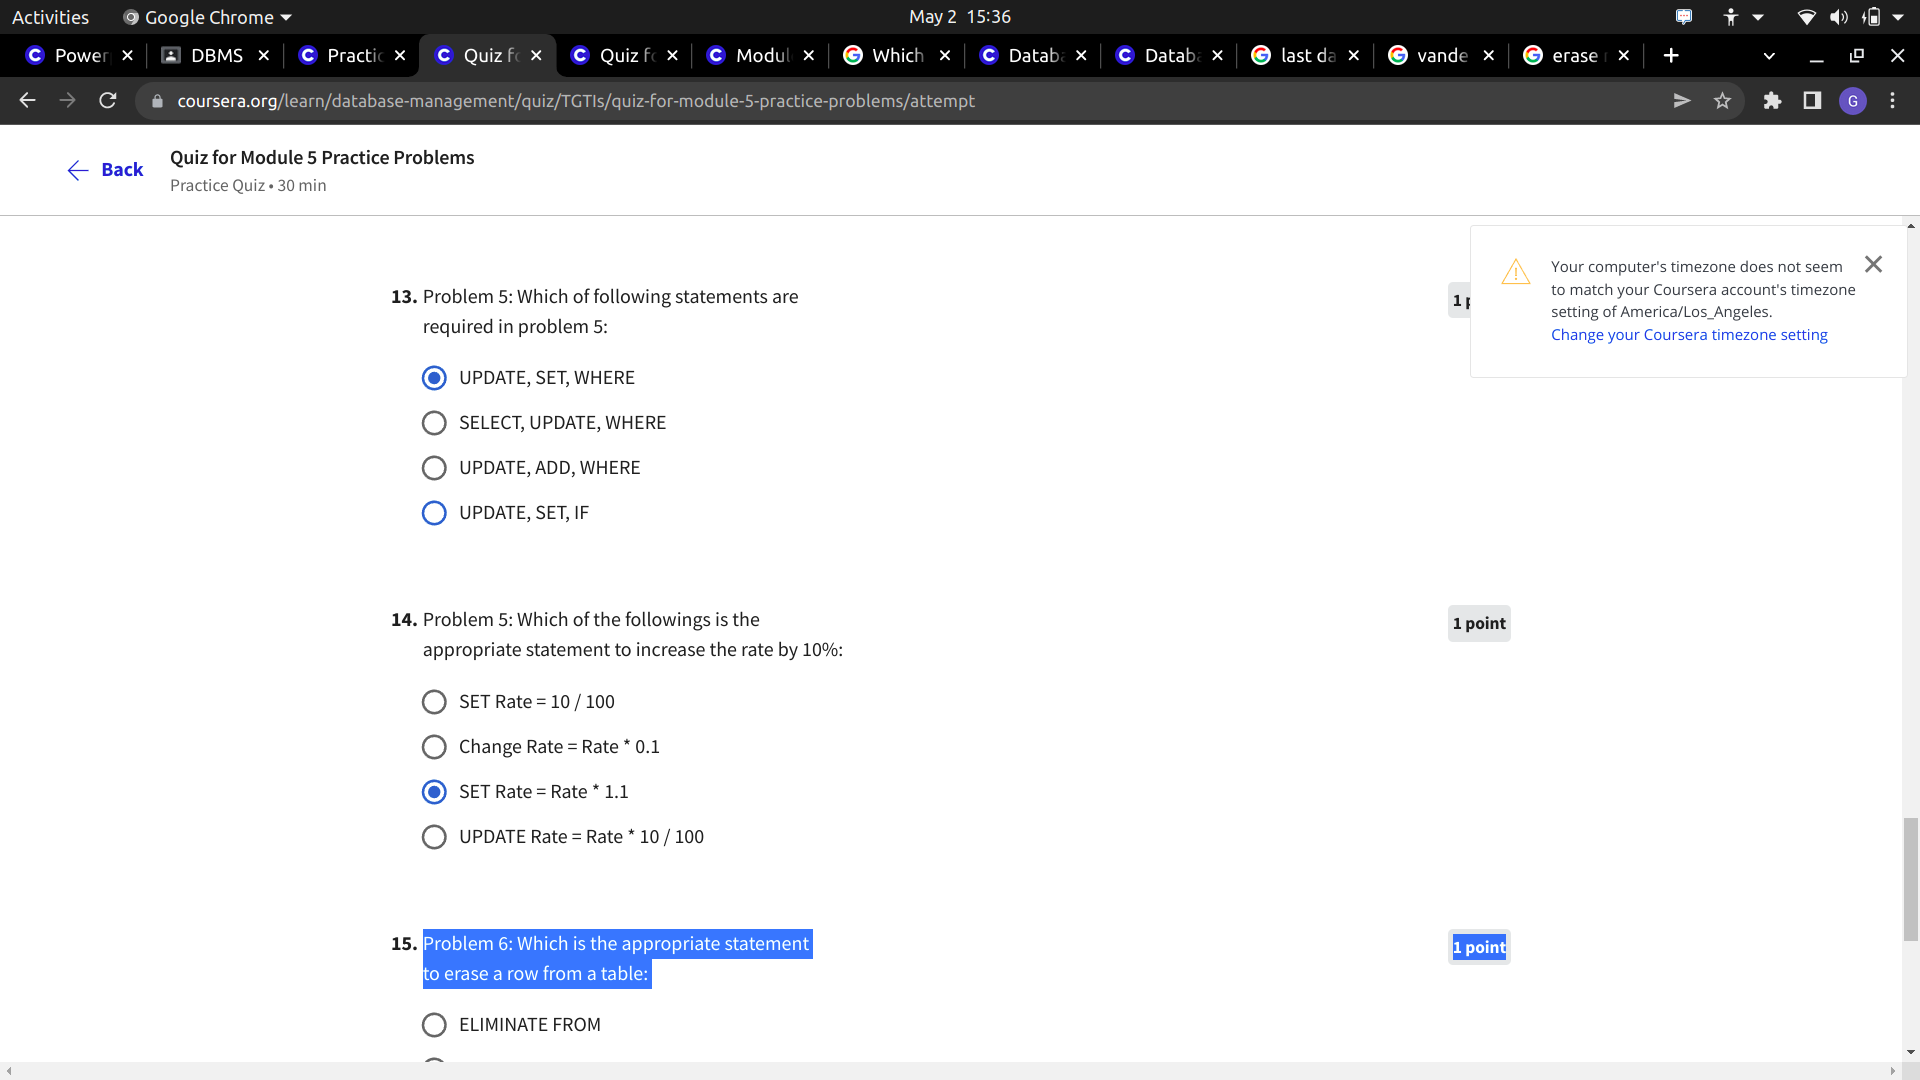 Activities Google Chrome May 2 15:36
Power DBMS Practic Quiz fo Quiz fo Modul Which Databa Databa last da vande erase
coursera.org/learn/database-management/quiz/TGTIs/quiz-for-module-5-practice-problems/attempt G
Back
Quiz for Module 5 Practice Problems
Practice Quiz • 30 min
Your computer's timezone does not seem
to match your Coursera account's timezone
setting of America/Los_Angeles.
Change your Coursera timezone setting
13. Problem 5: Which of following statements are
required in problem 5:
1 p
UPDATE, SET, WHERE
SELECT, UPDATE, WHERE
UPDATE, ADD, WHERE
UPDATE, SET, IF
14. Problem 5: Which of the followings is the
appropriate statement to increase the rate by 10%:
1 point
SET Rate = 10 / 100
Change Rate = Rate * 0.1
SET Rate = Rate * 1.1
UPDATE Rate = Rate * 10 / 100
15. Problem 6: Which is the appropriate statement
to erase a row from a table:
1 point
ELIMINATE FROM